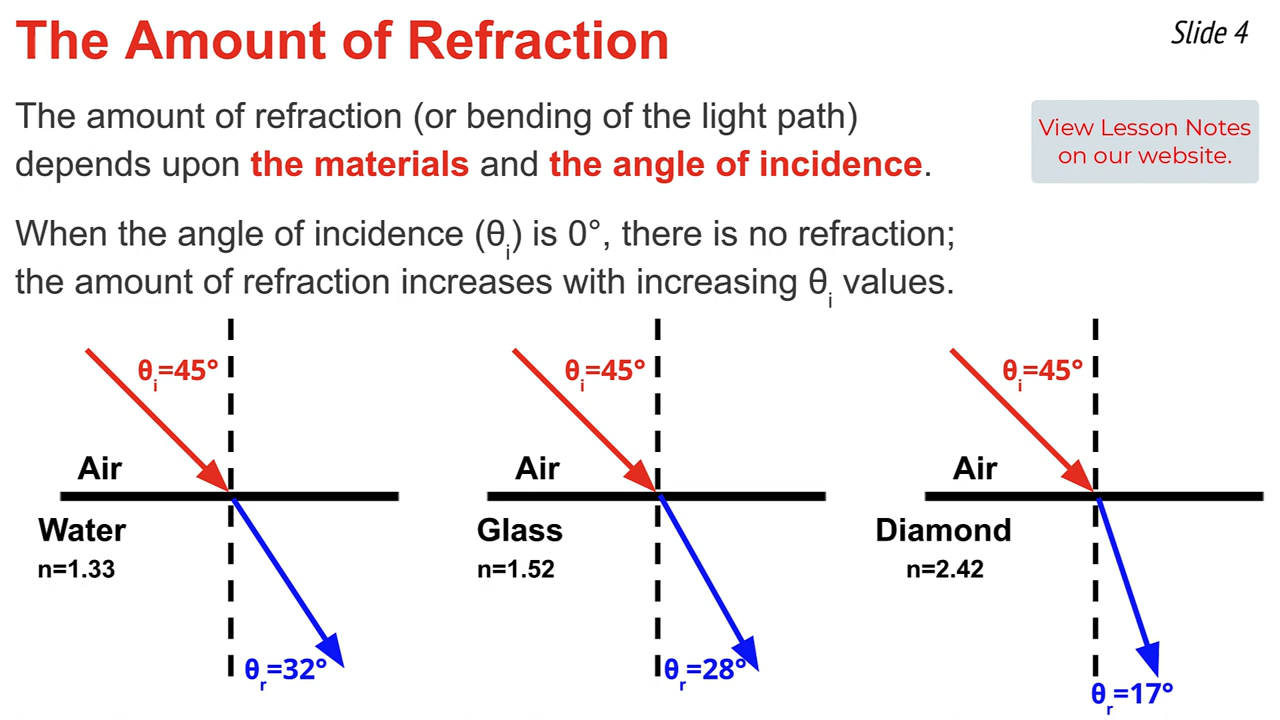 The Amount of Refraction
Slide 4
The amount of refraction (or bending of the light path)
depends upon the materials and the angle of incidence.
View Lesson Notes
on our website.
When the angle of incidence (θi) is 0°, there is no refraction;
the amount of refraction increases with increasing θi values.
θi=45°
Air
Water
n=1.33
θr=32°
θi=45°
Air
Glass
n=1.52
θr=28°
θi=45°
Air
Diamond
n=2.42
θr=17°